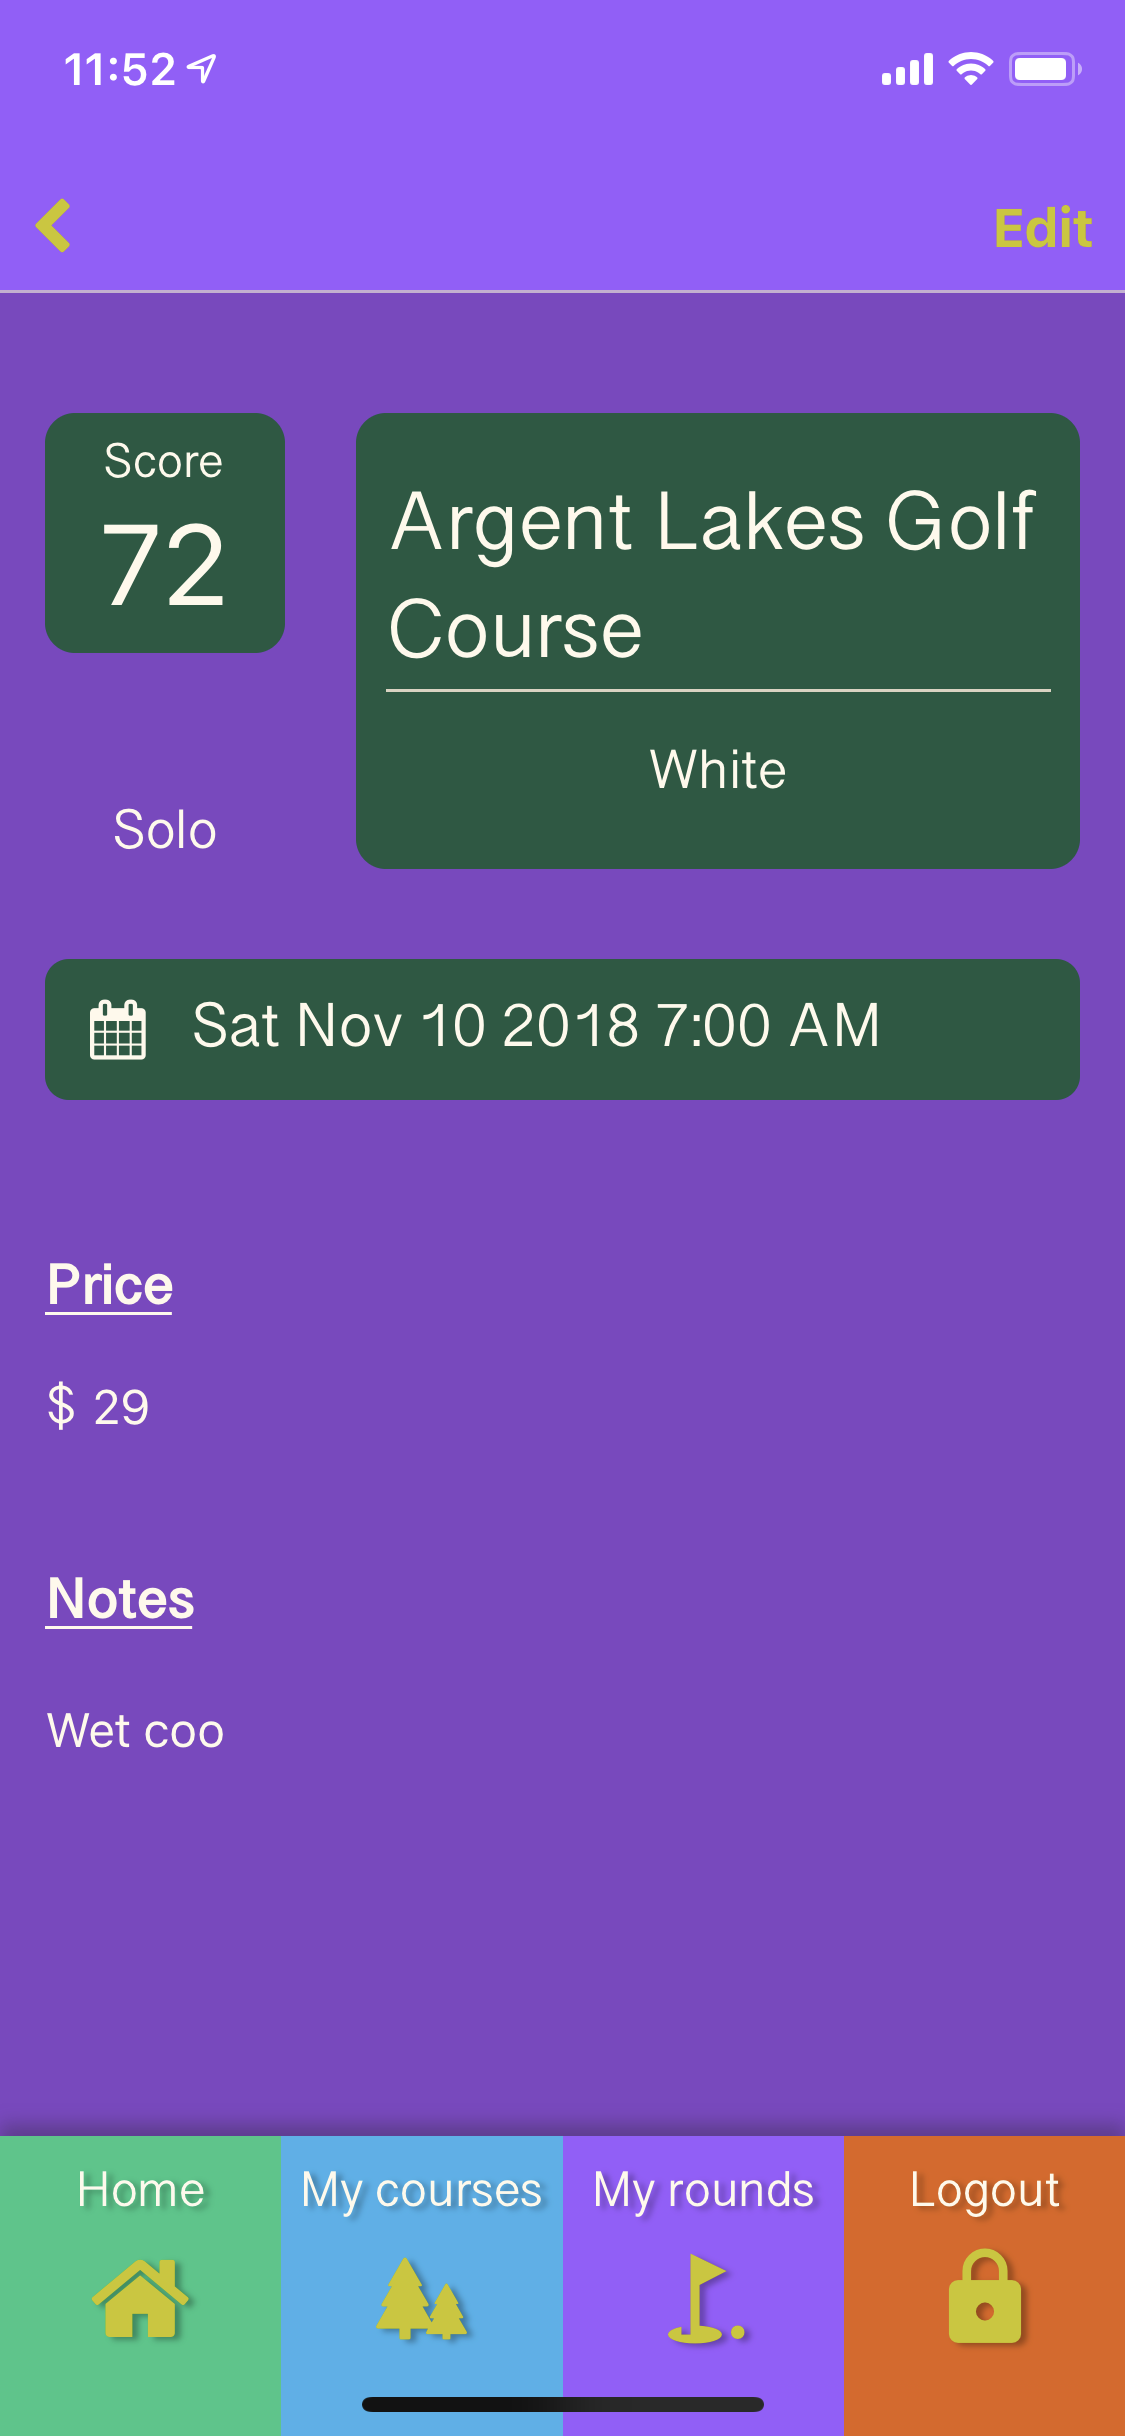 11:52
Edit
Score
72
Argent Lakes Golf
Course
White
Solo
Sat Nov 10 2018 7:00 AM
Price
$ 29
Notes
Wet coo
Home
My courses
My rounds
Logout